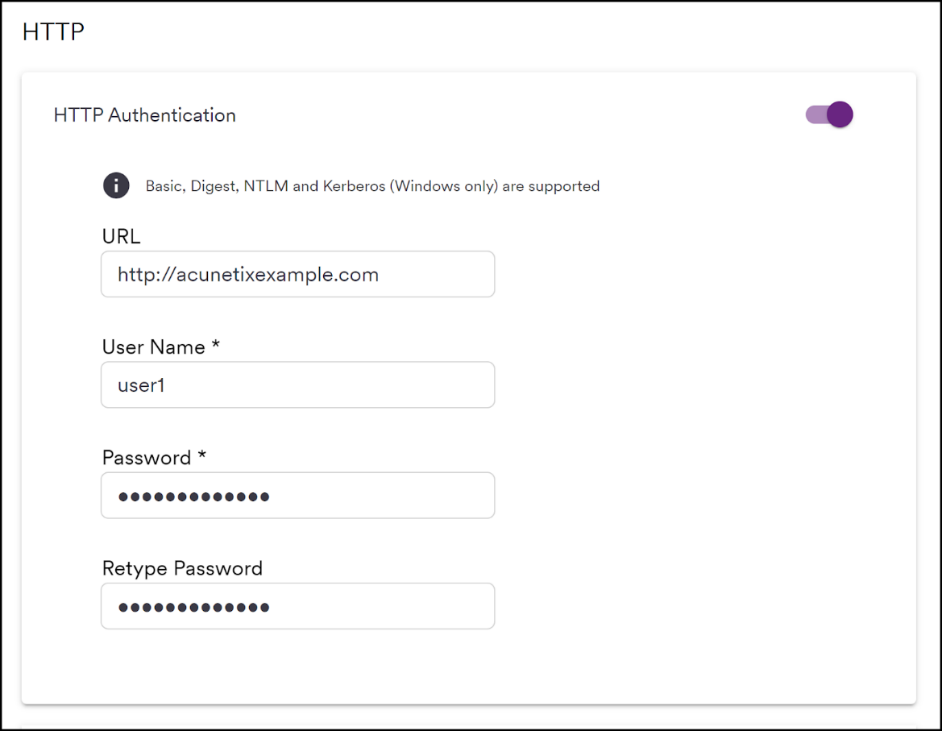 HTTP
HTTP Authentication
Basic, Digest, NTLM and Kerberos (Windows only) are supported
URL
http://acunetixexample.com
User Name *
user1
Password *
●●●●●●●●●●●●●
Retype Password
●●●●●●●●●●●●●